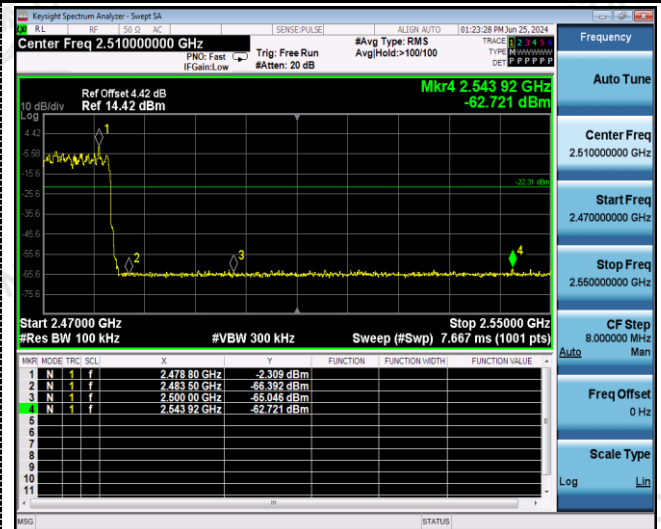 Keysight Spectrum Analyzer - Swept SA
RL RF 50 Ω AC SENSE:PULSE ALIGN AUTO 01:23:28 PM Jun 25, 2024
Center Freq 2.510000000 GHz #Avg Type: RMS TRACE 1 2 3 4 5 6
PNO: Fast Trig: Free Run Avg|Hold:>100/100 TYPE M WWWWW
IFGain:Low #Atten: 20 dB DET P P P P P P
Mkr4 2.543 92 GHz
-62.721 dBm
Ref Offset 4.42 dB
10 dB/div Ref 14.42 dBm
Log
4.42
-5.58
-15.6
-25.6
-35.6
-45.6
-55.6
-65.6
-75.6
1
2
3
4
-22.31 dBm
Start 2.47000 GHz Stop 2.55000 GHz
#Res BW 100 kHz #VBW 300 kHz Sweep (#Swp) 7.667 ms (1001 pts)
MKR MODE TRC SCL X Y FUNCTION FUNCTION WIDTH FUNCTION VALUE
1 N 1 f 2.478 80 GHz -2.309 dBm
2 N 1 f 2.483 50 GHz -66.392 dBm
3 N 1 f 2.500 00 GHz -65.046 dBm
4 N 1 f 2.543 92 GHz -62.721 dBm
5
6
7
8
9
10
11
MSG STATUS
Frequency
Auto Tune
Center Freq
2.510000000 GHz
Start Freq
2.470000000 GHz
Stop Freq
2.550000000 GHz
CF Step
8.000000 MHz
Auto Man
Freq Offset
0 Hz
Scale Type
Log Lin